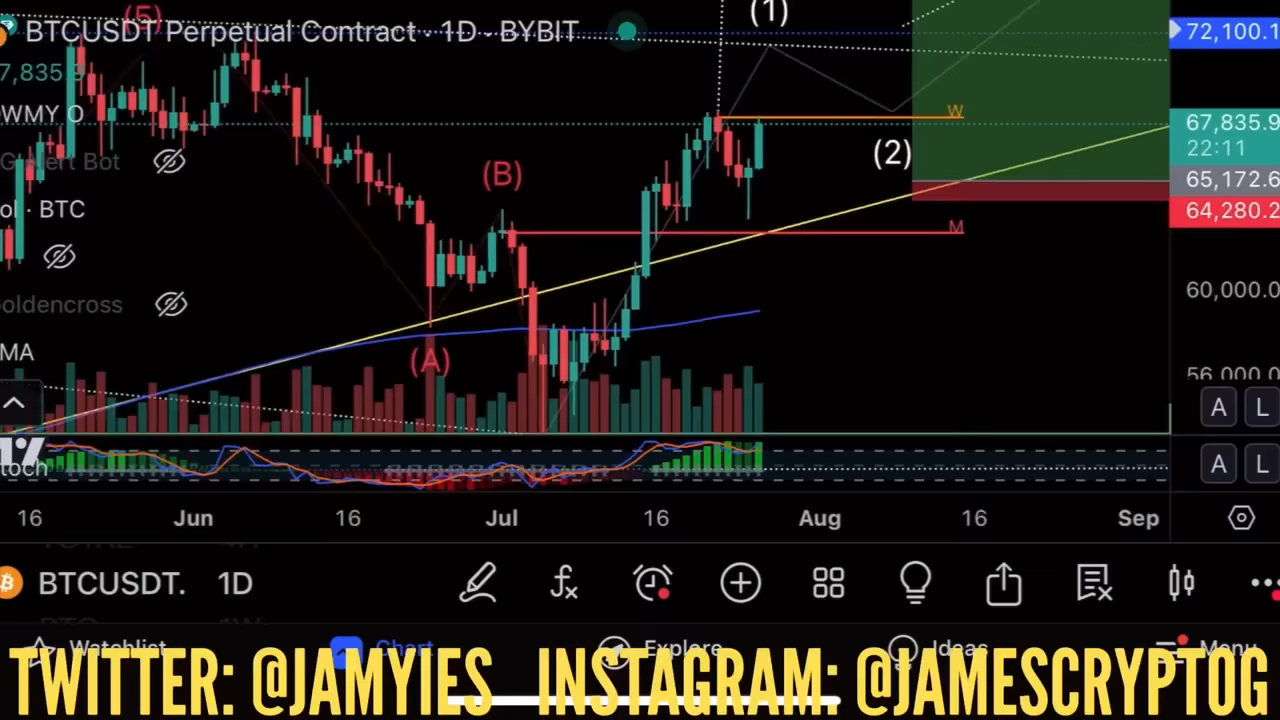 (1)
(5)
BTCUSDT Perpetual Contract · 1D · BYBIT
72,100.1
7,835
WMY O
W
67,835.9
22:11
Bot
(2)
65,172.6
(B)
64,280.2
ol · BTC
M
60,000.0
oldencross
MA
(A)
56,000.0
A L
toch
A L
16 Jun 16 Jul 16 Aug 16 Sep
BTCUSDT. 1D
Watchlist Chart Explore Ideas Menu
TWITTER: @JAMYIES INSTAGRAM: @JAMESCRYPTOG